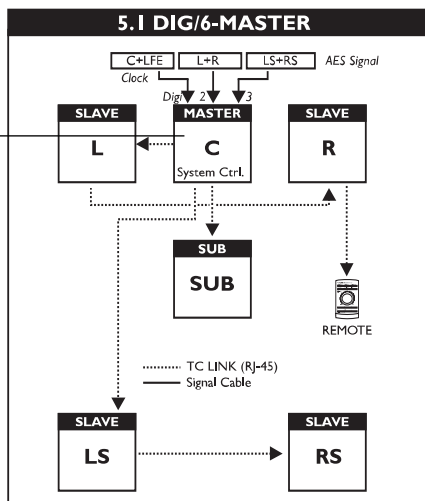 5.1 DIG/6-MASTER
C+LFE L+R LS+RS AES Signal
Clock
Digi 2 3
SLAVE MASTER SLAVE
L C R
System Ctrl.
SUB
SUB
REMOTE
TC LINK (RJ-45)
Signal Cable
SLAVE SLAVE
LS RS